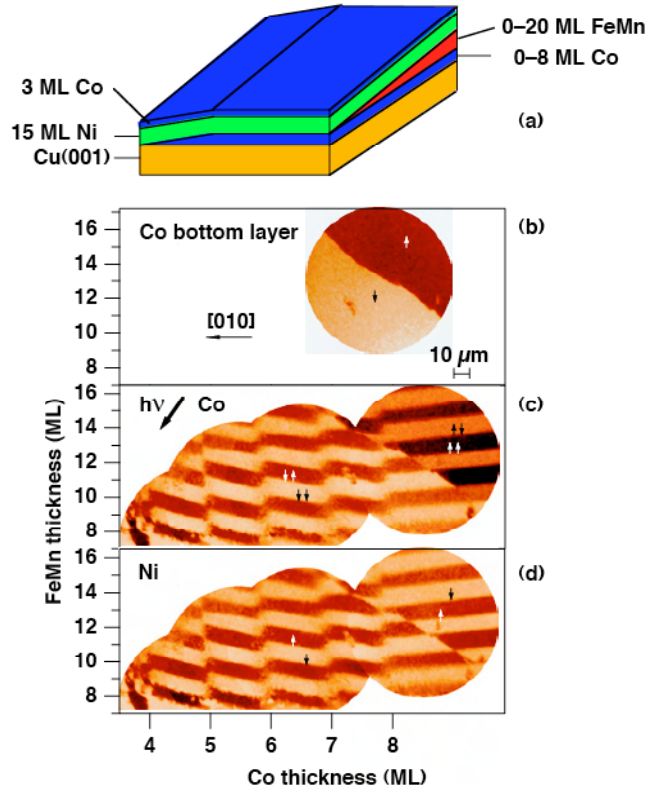 0–20 ML FeMn
0–8 ML Co
3 ML Co
15 ML Ni
Cu(001)
(a)
16
14
12
10
8
Co bottom layer
[010]
10 µm
(b)
FeMn thickness (ML)
16
14
12
10
8
hν Co
(c)
16
14
12
10
8
Ni
(d)
4 5 6 7 8
Co thickness (ML)